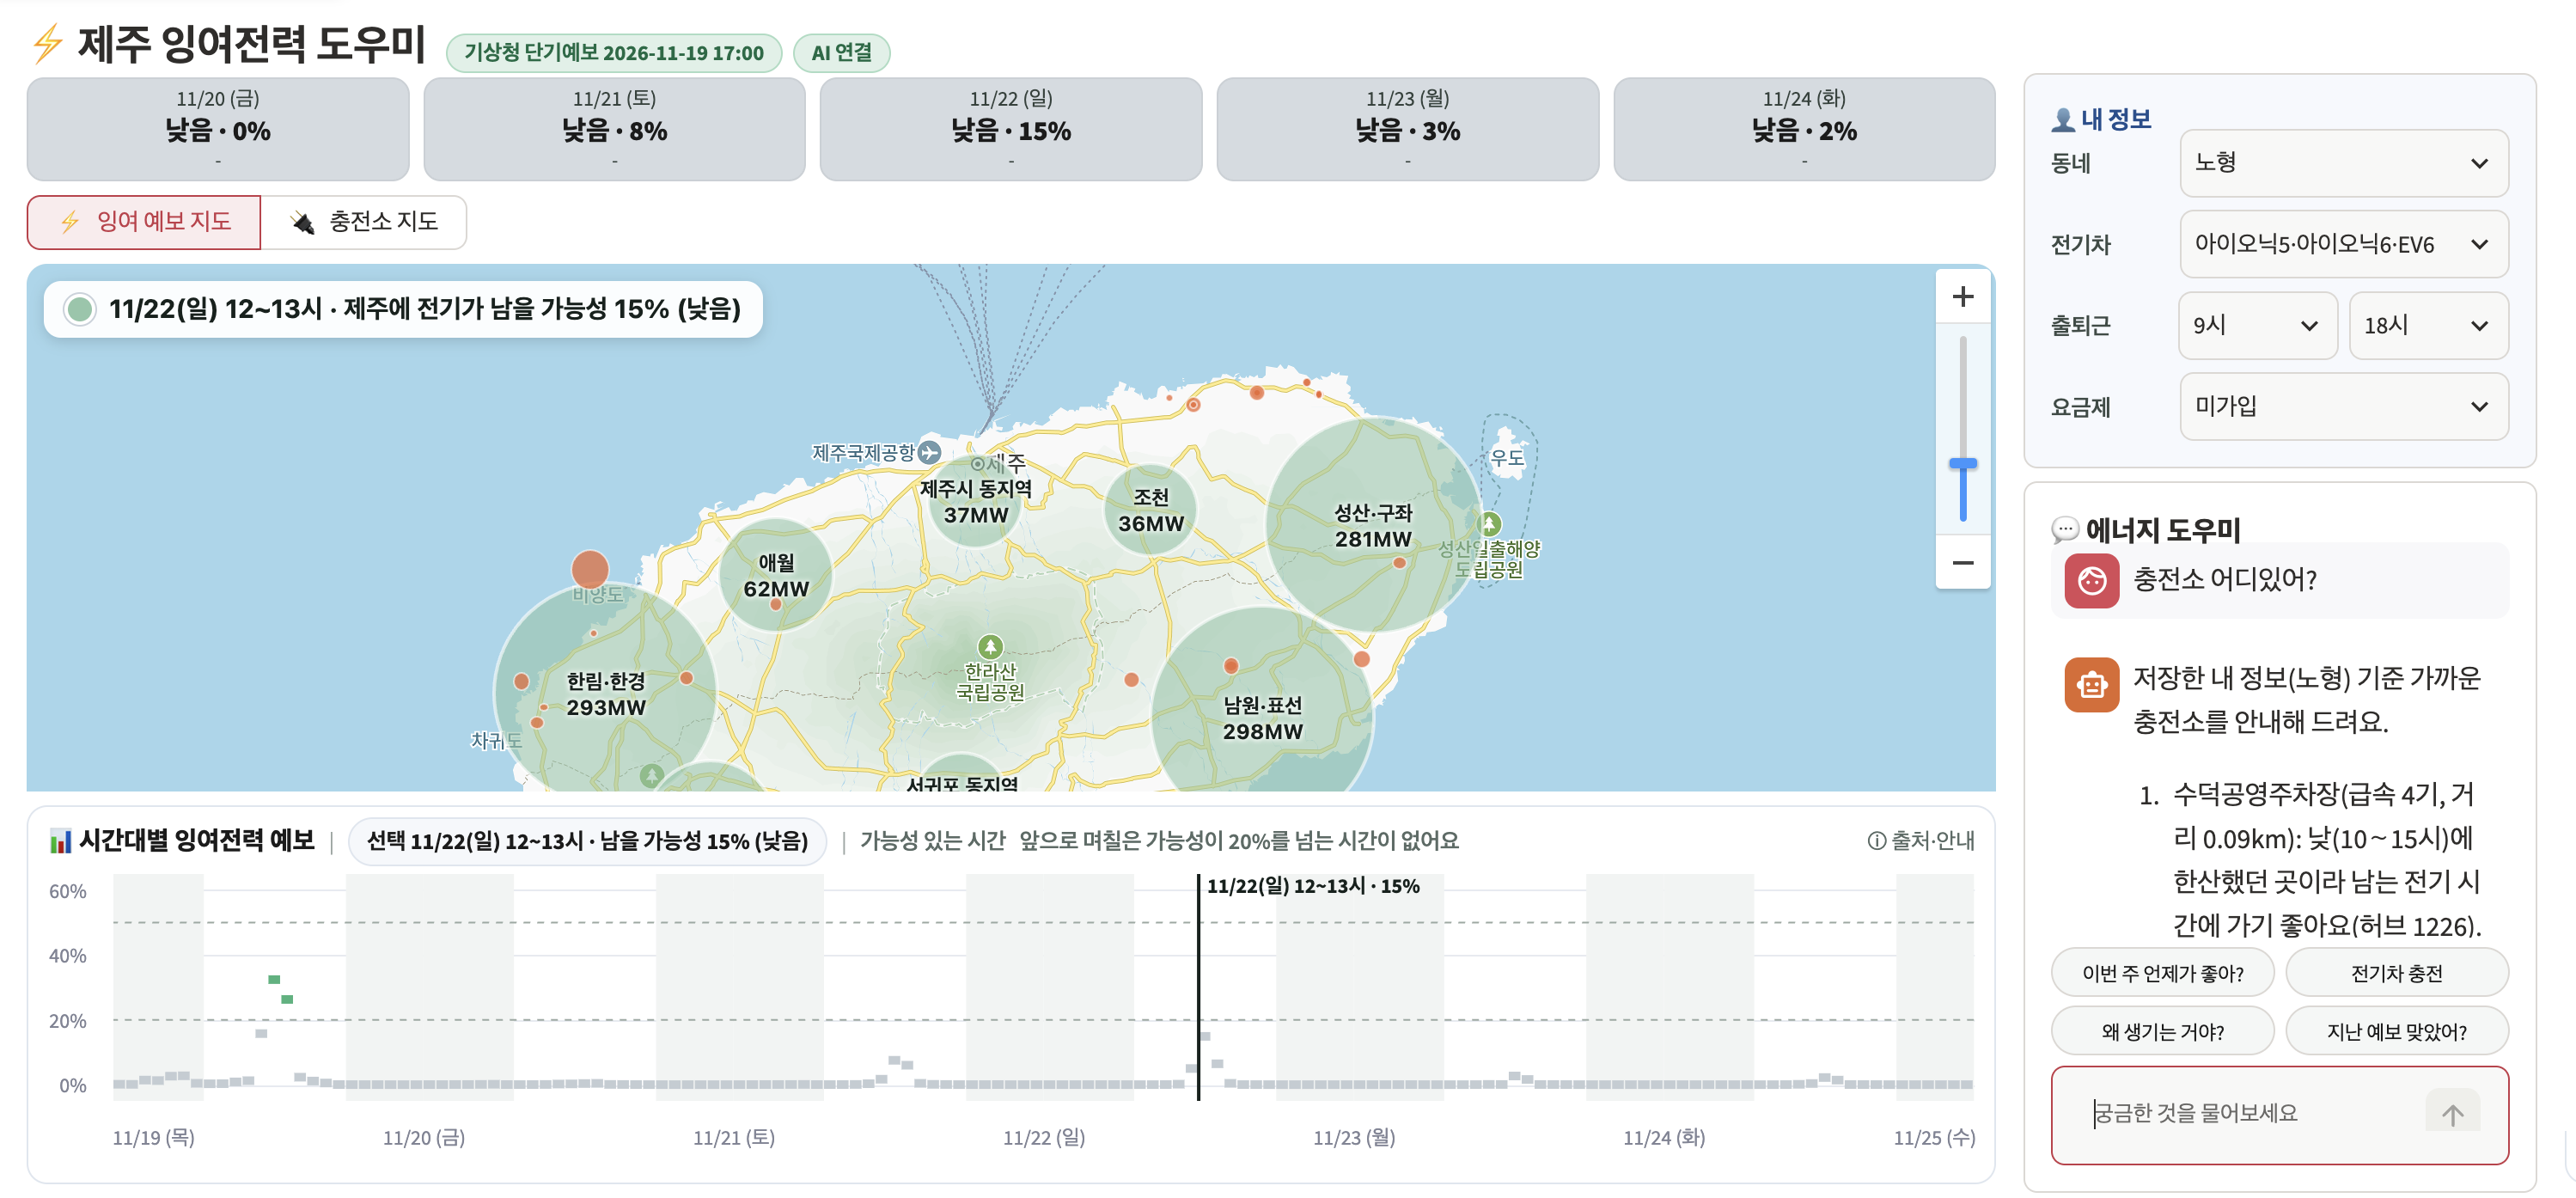 제주 잉여전력 도우미
기상청 단기예보 2026-11-19 17:00
AI 연결
11/20 (금)
낮음 · 0%
-
11/21 (토)
낮음 · 8%
-
11/22 (일)
낮음 · 15%
-
11/23 (월)
낮음 · 3%
-
11/24 (화)
낮음 · 2%
-
잉여 예보 지도
충전소 지도
11/22(일) 12~13시 · 제주에 전기가 남을 가능성 15% (낮음)
+
−
제주국제공항
제주
제주시 동지역
37MW
조천
36MW
성산·구좌
281MW
우도
성산일출해양
도립공원
애월
62MW
비양도
한림·한경
293MW
차귀도
한라산
국립공원
남원·표선
298MW
서귀포 동지역
시간대별 잉여전력 예보
선택 11/22(일) 12~13시 · 남을 가능성 15% (낮음)
가능성 있는 시간 앞으로 며칠은 가능성이 20%를 넘는 시간이 없어요
출처·안내
11/22(일) 12~13시 · 15%
60%
40%
20%
0%
11/19 (목)
11/20 (금)
11/21 (토)
11/22 (일)
11/23 (월)
11/24 (화)
11/25 (수)
내 정보
동네
노형
전기차
아이오닉5·아이오닉6·EV6
출퇴근
9시
18시
요금제
미가입
에너지 도우미
충전소 어디있어?
저장한 내 정보(노형) 기준 가까운
충전소를 안내해 드려요.
1. 수덕공영주차장(급속 4기, 거
리 0.09km): 낮(10~15시)에
한산했던 곳이라 남는 전기 시
간에 가기 좋아요(허브 1226).
이번 주 언제가 좋아?
전기차 충전
왜 생기는 거야?
지난 예보 맞았어?
궁금한 것을 물어보세요